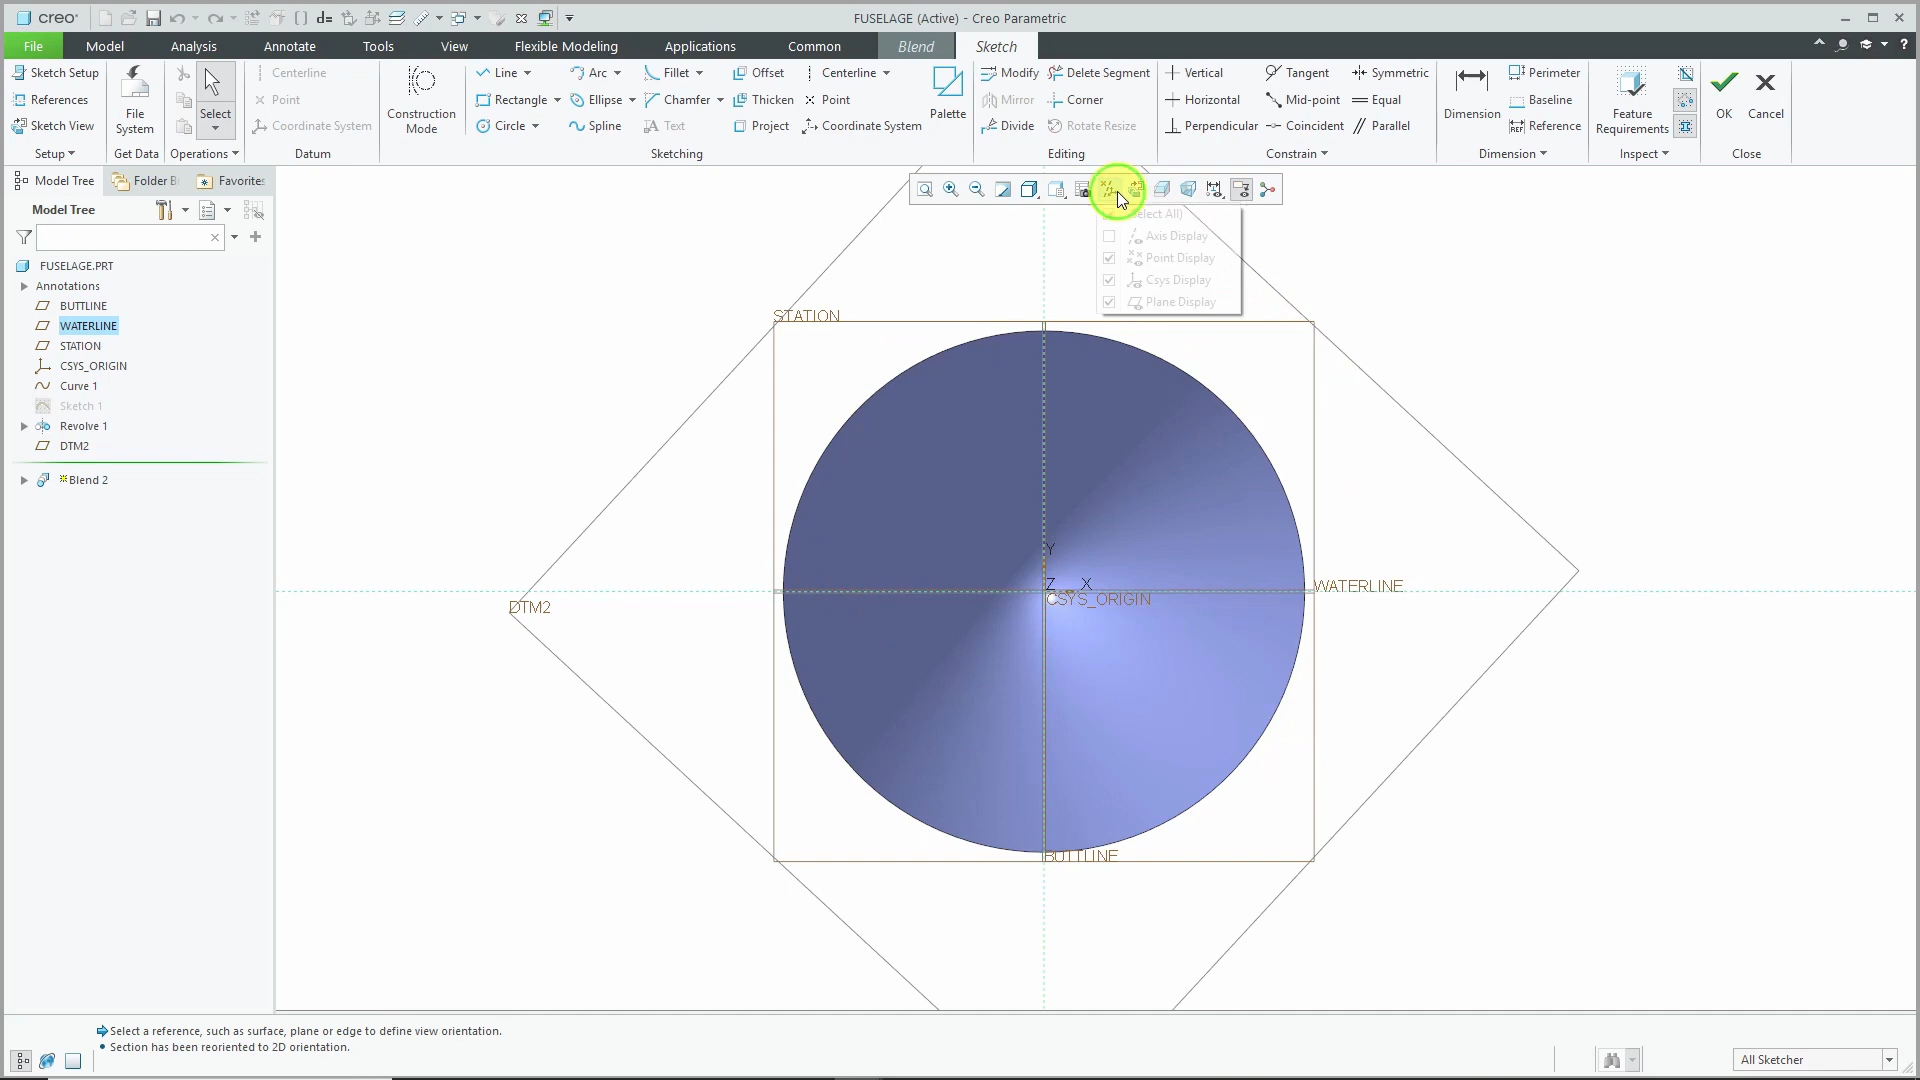 creo
d=
FUSELAGE (Active) - Creo Parametric
File
Model
Analysis
Annotate
Tools
View
Flexible Modeling
Applications
Common
Blend
Sketch
?
Sketch Setup
References
Sketch View
Setup
File System
Get Data
Select
Operations
Centerline
Point
Coordinate System
Datum
Construction Mode
Line
Arc
Fillet
Offset
Centerline
Rectangle
Ellipse
Chamfer
Thicken
Point
Circle
Spline
Text
Project
Coordinate System
Palette
Sketching
Modify
Delete Segment
Mirror
Corner
Divide
Rotate Resize
Editing
Vertical
Tangent
Symmetric
Horizontal
Mid-point
Equal
Perpendicular
Coincident
Parallel
Constrain
Dimension
Perimeter
Baseline
REF Reference
Dimension
Feature Requirements
Inspect
OK
Cancel
Close
Model Tree
Folder B
Favorites
Model Tree
FUSELAGE.PRT
Annotations
BUTTLINE
WATERLINE
STATION
CSYS_ORIGIN
Curve 1
Sketch 1
Revolve 1
DTM2
Blend 2
elect All)
Axis Display
Point Display
Csys Display
Plane Display
STATION
Y
Z X
CSYS_ORIGIN
WATERLINE
DTM2
BUTTLINE
Select a reference, such as surface, plane or edge to define view orientation.
Section has been reoriented to 2D orientation.
All Sketcher